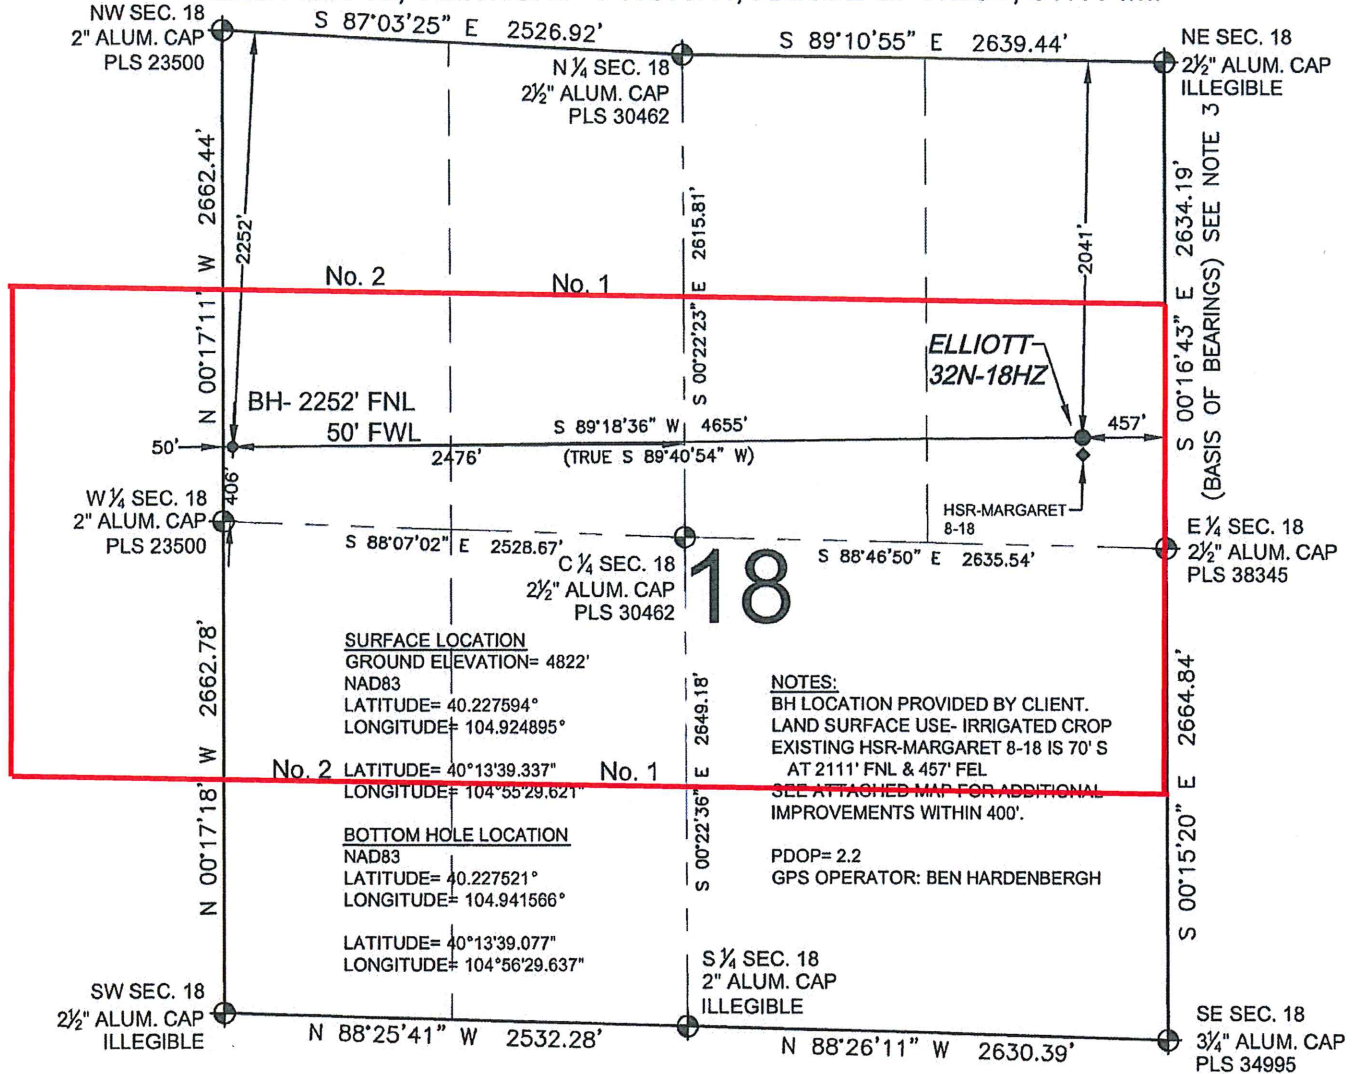 NW SEC. 18
2" ALUM. CAP
PLS 23500
S 87°03'25" E 2526.92'
N ¼ SEC. 18
2½" ALUM. CAP
PLS 30462
S 89°10'55" E 2639.44'
NE SEC. 18
2½" ALUM. CAP
ILLEGIBLE
N 00°17'11" W 2662.44'
2252'
S 00°22'23" E 2615.81'
2041'
S 00°16'43" E 2634.19'
(BASIS OF BEARINGS) SEE NOTE 3
No. 2
No. 1
ELLIOTT
32N-18HZ
BH- 2252' FNL
50' FWL
50'
S 89°18'36" W 4655'
(TRUE S 89°40'54" W)
2476'
457'
406'
HSR-MARGARET
8-18
W ¼ SEC. 18
2" ALUM. CAP
PLS 23500
S 88°07'02" E 2528.67'
C ¼ SEC. 18
2½" ALUM. CAP
PLS 30462
18
S 88°46'50" E 2635.54'
E ¼ SEC. 18
2½" ALUM. CAP
PLS 38345
N 00°17'18" W 2662.78'
SURFACE LOCATION
GROUND ELEVATION= 4822'
NAD83
LATITUDE= 40.227594°
LONGITUDE= 104.924895°
No. 2
LATITUDE= 40°13'39.337"
LONGITUDE= 104°55'29.621"
No. 1
BOTTOM HOLE LOCATION
NAD83
LATITUDE= 40.227521°
LONGITUDE= 104.941566°
LATITUDE= 40°13'39.077"
LONGITUDE= 104°56'29.637"
S 00°22'36" E 2649.18'
NOTES:
BH LOCATION PROVIDED BY CLIENT.
LAND SURFACE USE- IRRIGATED CROP
EXISTING HSR-MARGARET 8-18 IS 70' S
AT 2111' FNL & 457' FEL
SEE ATTACHED MAP FOR ADDITIONAL
IMPROVEMENTS WITHIN 400'.
PDOP= 2.2
GPS OPERATOR: BEN HARDENBERGH
S 00°15'20" E 2664.84'
SW SEC. 18
2½" ALUM. CAP
ILLEGIBLE
N 88°25'41" W 2532.28'
S ¼ SEC. 18
2" ALUM. CAP
ILLEGIBLE
N 88°26'11" W 2630.39'
SE SEC. 18
3¼" ALUM. CAP
PLS 34995